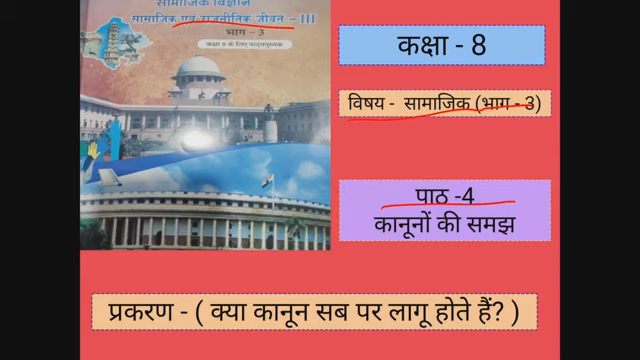 सामाजिक विज्ञान
सामाजिक एवं राजनीतिक जीवन -III
भाग - 3
कक्षा 8 के लिए पाठ्यपुस्तक
कक्षा - 8
विषय - सामाजिक (भाग - 3)
पाठ -4
कानूनों की समझ
प्रकरण - ( क्या कानून सब पर लागू होते हैं? )